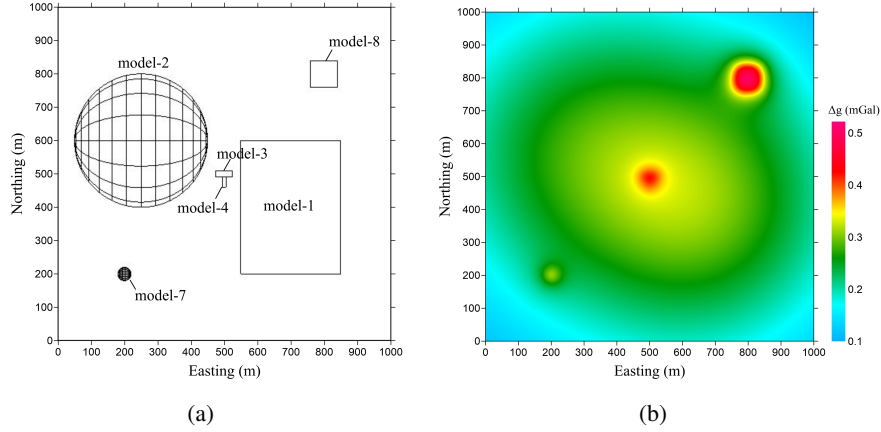 1000
900
800
700
600
500
400
300
200
100
0
Northing (m)
model-8
model-2
model-3
model-4
model-1
model-7
0 100 200 300 400 500 600 700 800 900 1000
Easting (m)
(a)
1000
900
800
700
600
500
400
300
200
100
0
Northing (m)
0 100 200 300 400 500 600 700 800 900 1000
Easting (m)
(b)
Δg (mGal)
0.5
0.4
0.3
0.2
0.1